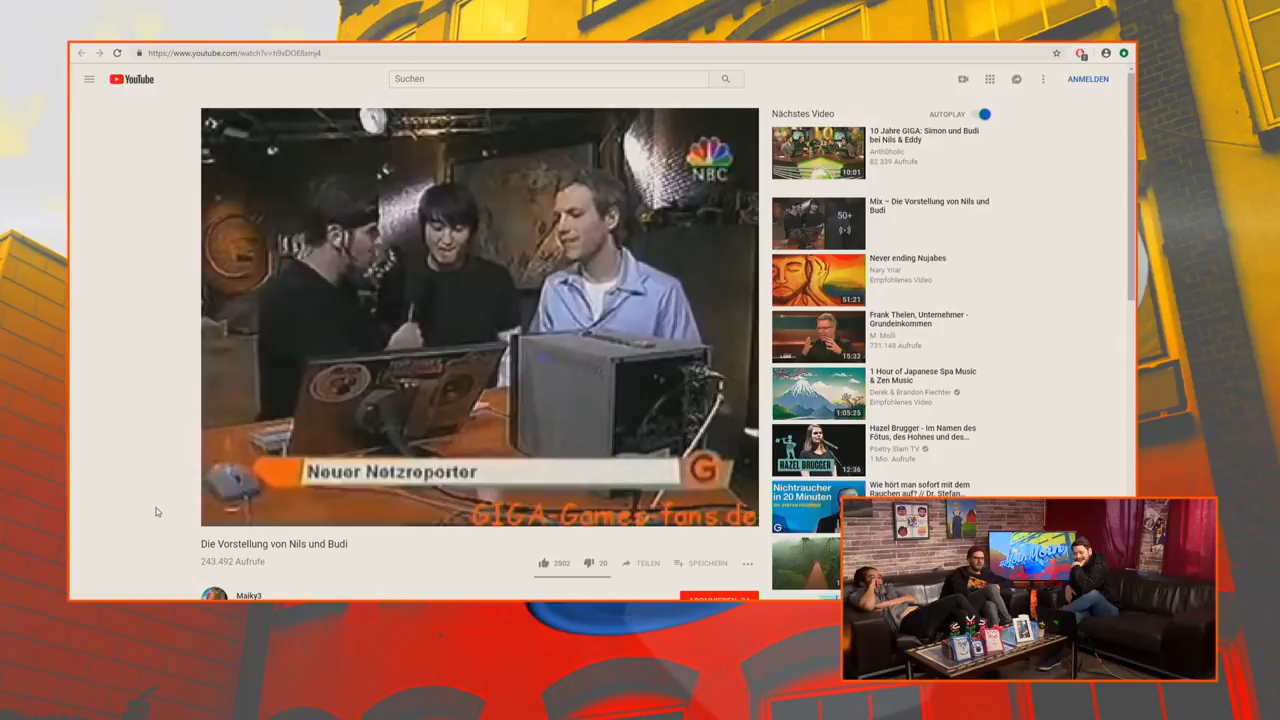 https://www.youtube.com/watch?v=h9xDOE8xmj4
YouTube
Suchen
ANMELDEN
NBC
Neuer Netzreporter
G
GIGA-Games-fans.de
Die Vorstellung von Nils und Budi
243.492 Aufrufe
2502
20
TEILEN
SPEICHERN
Maiky3
Nächstes Video
AUTOPLAY
10:01
10 Jahre GIGA: Simon und Budi
bei Nils & Eddy
Anth0holic
82 339 Aufrufe
50+
Mix – Die Vorstellung von Nils und
Budi
51:21
Never ending Nujabes
Empfohlenes Video
15:32
Frank Thelen, Unternehmer -
Grundeinkommen
M. Molli
731.148 Aufrufe
1:05:25
1 Hour of Japanese Spa Music
& Zen Music
Derek & Brandon Fiechter
Empfohlenes Video
HAZEL BRUGGER
12:36
Hazel Brugger - Im Namen des
Fötus, des Hohnes und des...
Poetry Slam TV
1 Mio. Aufrufe
Nichtraucher
in 20 Minuten
DR. STEFAN FRÄDRICH
Wie hört man sofort mit dem
Rauchen auf? // Dr. Stefan...
#MoinMoin